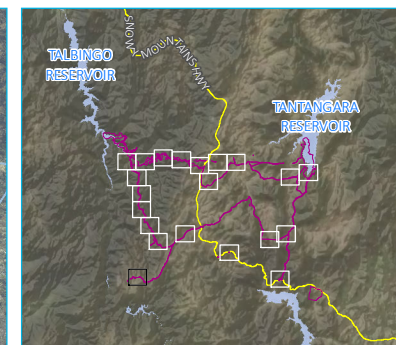 SNOWY MOUNTAINS HWY
TALBINGO
RESERVOIR
TANTANGARA
RESERVOIR